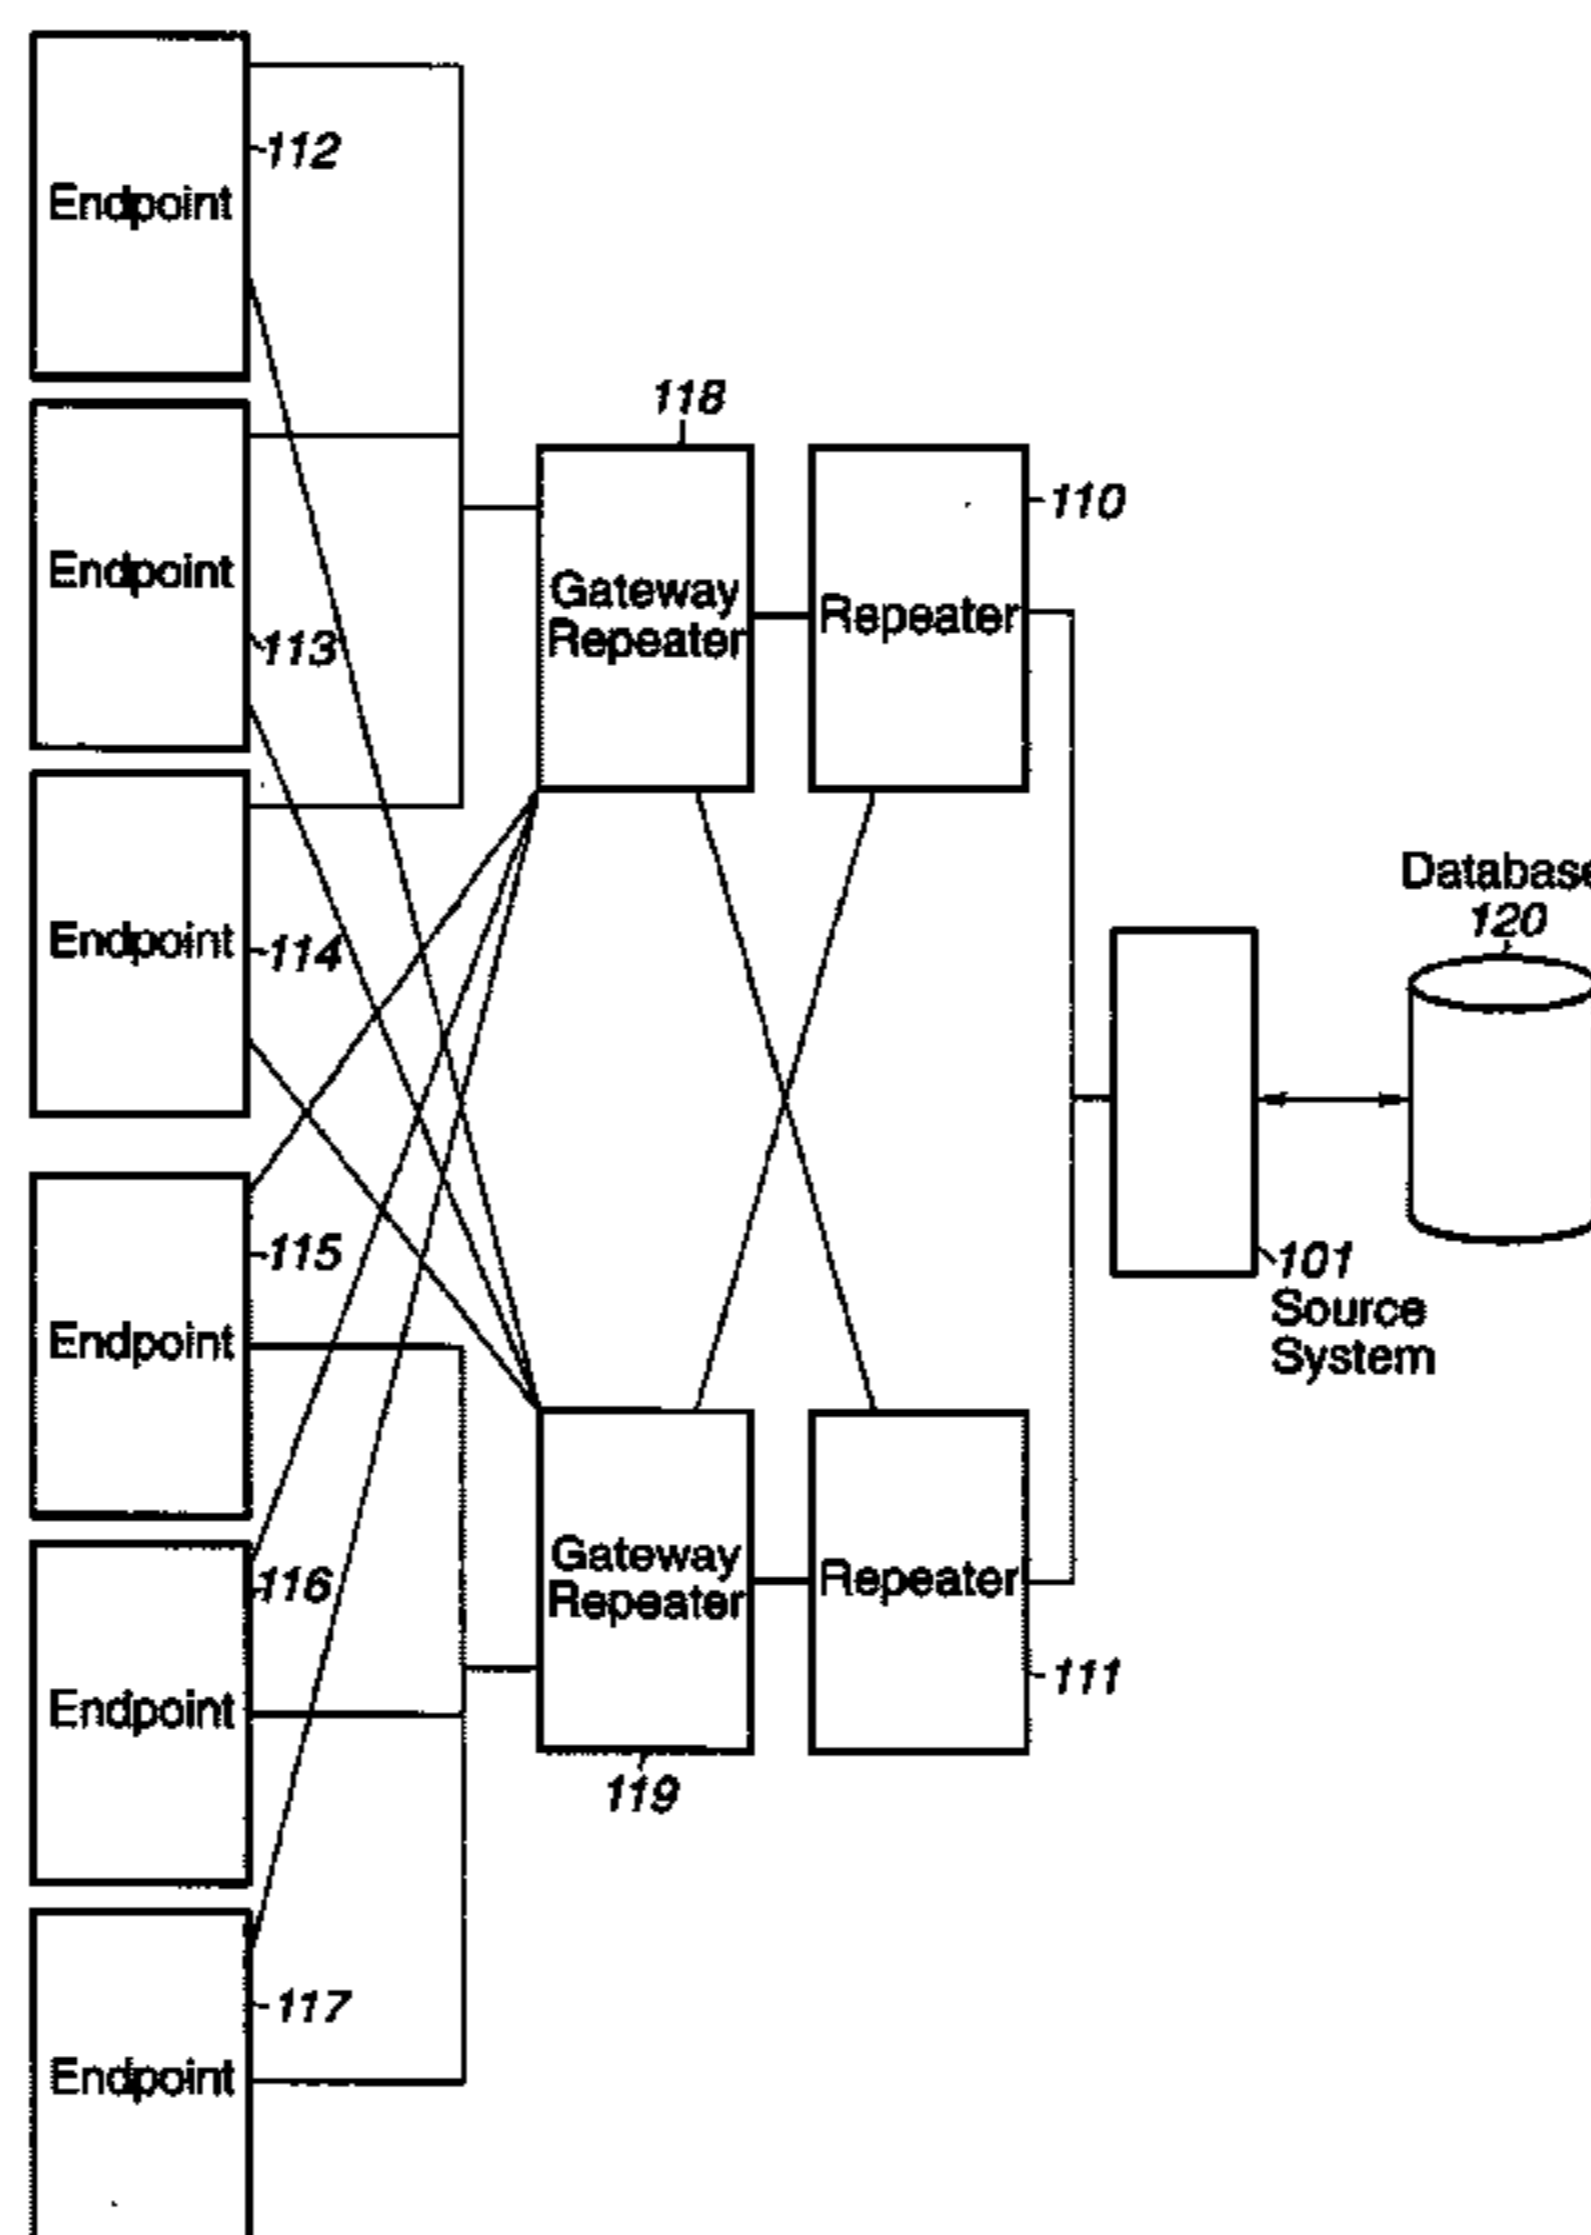 112
Endpoint
118
110
Endpoint
Gateway
Repeater
Repeater
113
Database
120
Endpoint
114
115
101
Source
System
Endpoint
Gateway
Repeater
Repeater
116
111
Endpoint
119
117
Endpoint